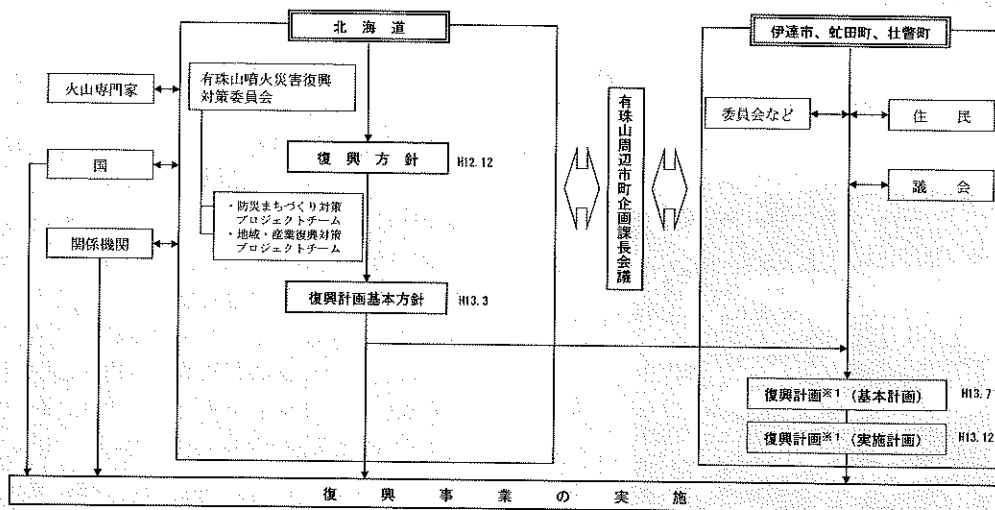 北海道
伊達市、虻田町、壮瞥町
火山専門家
有珠山噴火災害復興
対策委員会
国
関係機関
復興方針
H12.12
・防災まちづくり対策
プロジェクトチーム
・地域・産業復興対策
プロジェクトチーム
復興計画基本方針
H13.3
有珠山周辺市町企画課長会議
委員会など
住民
議会
復興計画※1（基本計画）
H13.7
復興計画※1（実施計画）
H13.12
復興事業の実施